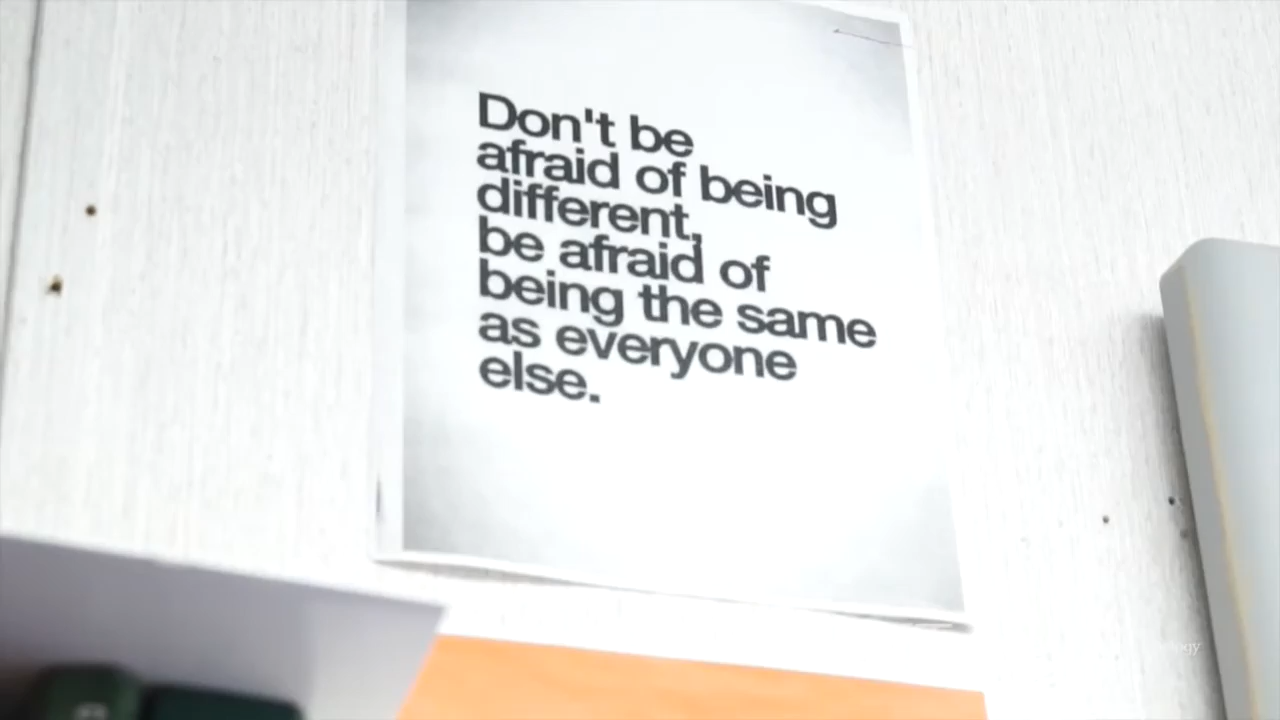 Don't be
afraid of being
different,
be afraid of
being the same
as everyone
else.